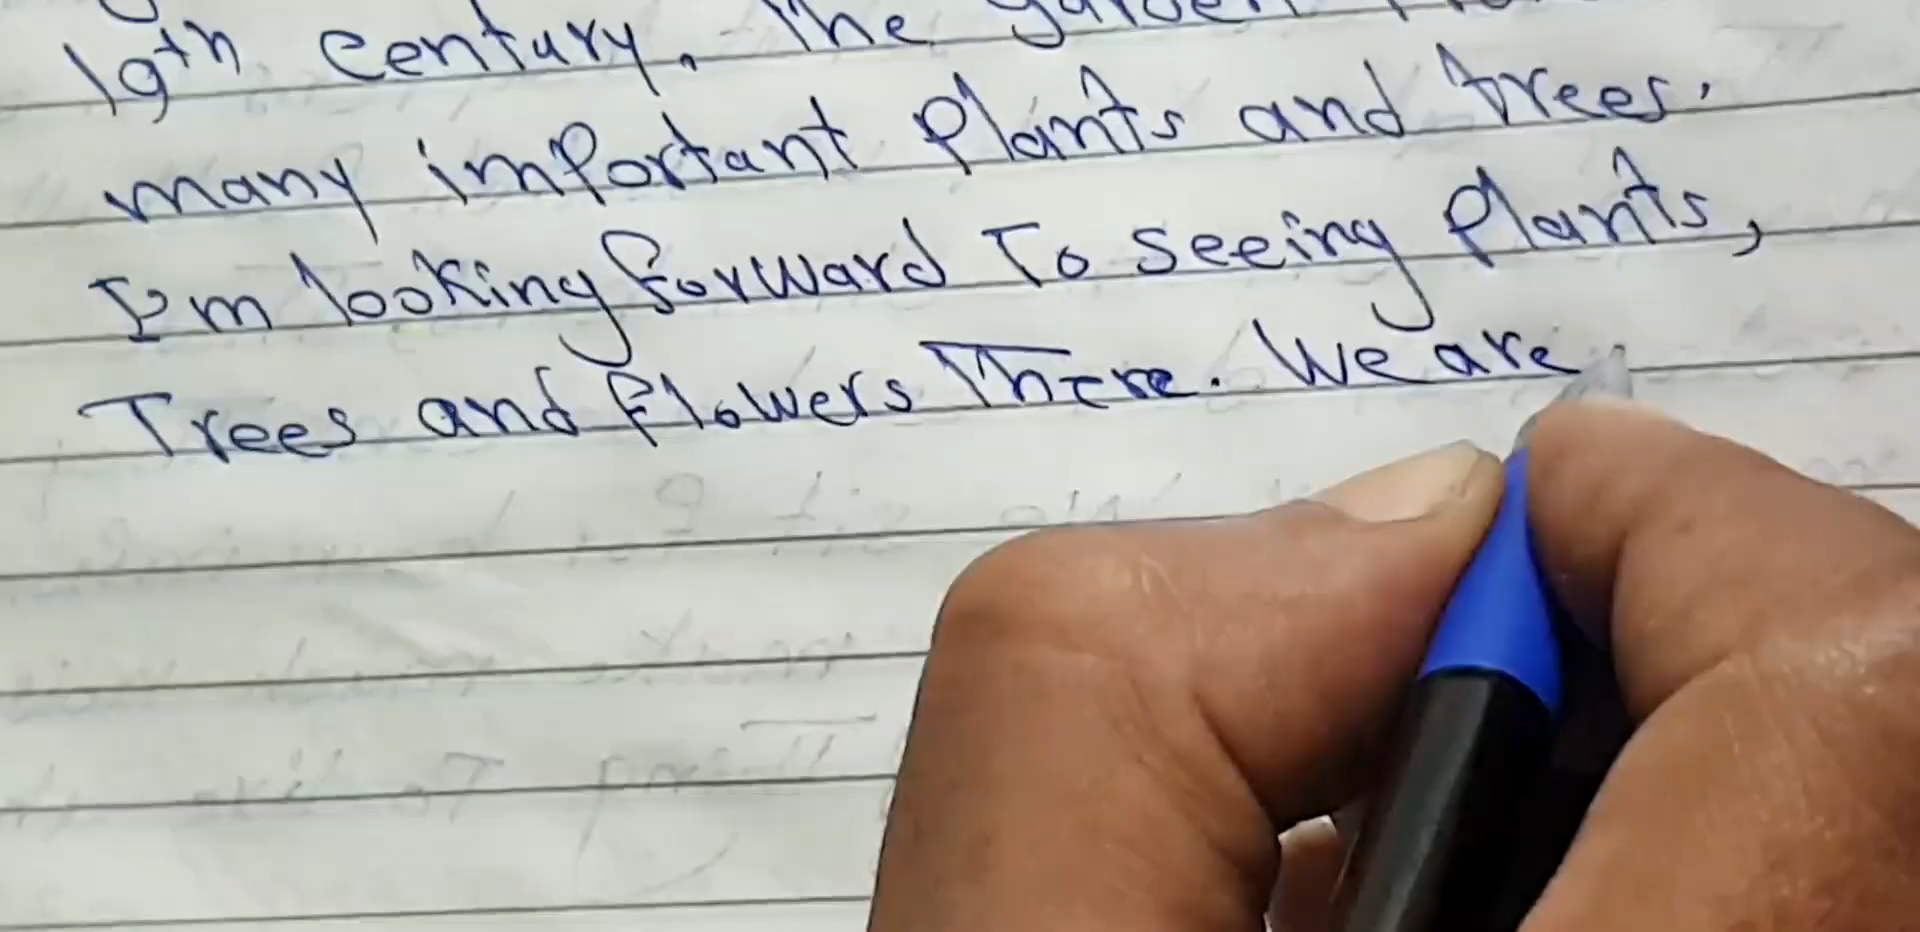 19th century. The garden
many important Plants and trees.
I'm looking forward To seeing Plants,
Trees and flowers There. We are